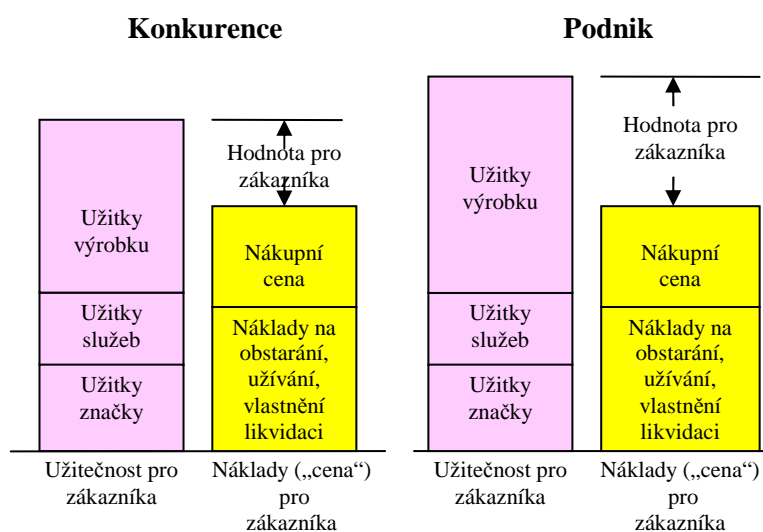 Konkurence
Hodnota pro
zákazníka
Užitky
výrobku
Nákupní
cena
Užitky
služeb
Náklady na
obstarání,
užívání,
vlastnění
likvidaci
Užitky
značky
Užitečnost pro
zákazníka
Náklady („cena“)
pro
zákazníka
Podnik
Hodnota pro
zákazníka
Užitky
výrobku
Nákupní
cena
Užitky
služeb
Náklady na
obstarání,
užívání,
vlastnění
likvidaci
Užitky
značky
Užitečnost pro
zákazníka
Náklady („cena“)
pro
zákazníka